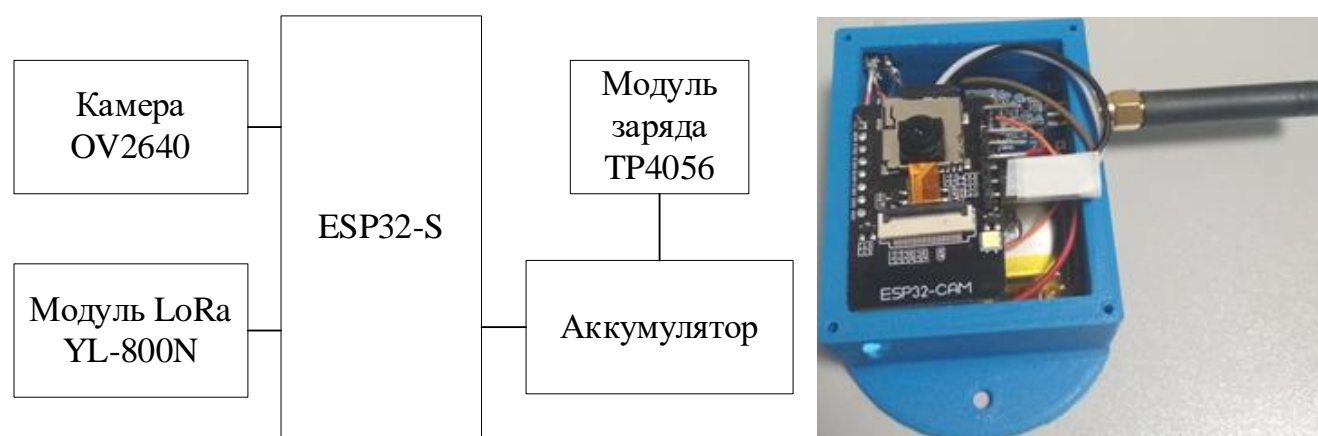 Камера
OV2640
Модуль LoRa
YL-800N
ESP32-S
Модуль
заряда
TP4056
Аккумулятор
ESP32-CAM